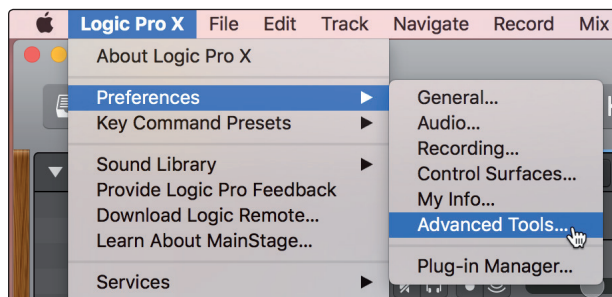 Logic Pro X File Edit Track Navigate Record Mix
About Logic Pro X
Preferences
Key Command Presets
Sound Library
Provide Logic Pro Feedback
Download Logic Remote...
Learn About MainStage...
Services
General...
Audio...
Recording...
Control Surfaces...
My Info...
Advanced Tools...
Plug-in Manager...